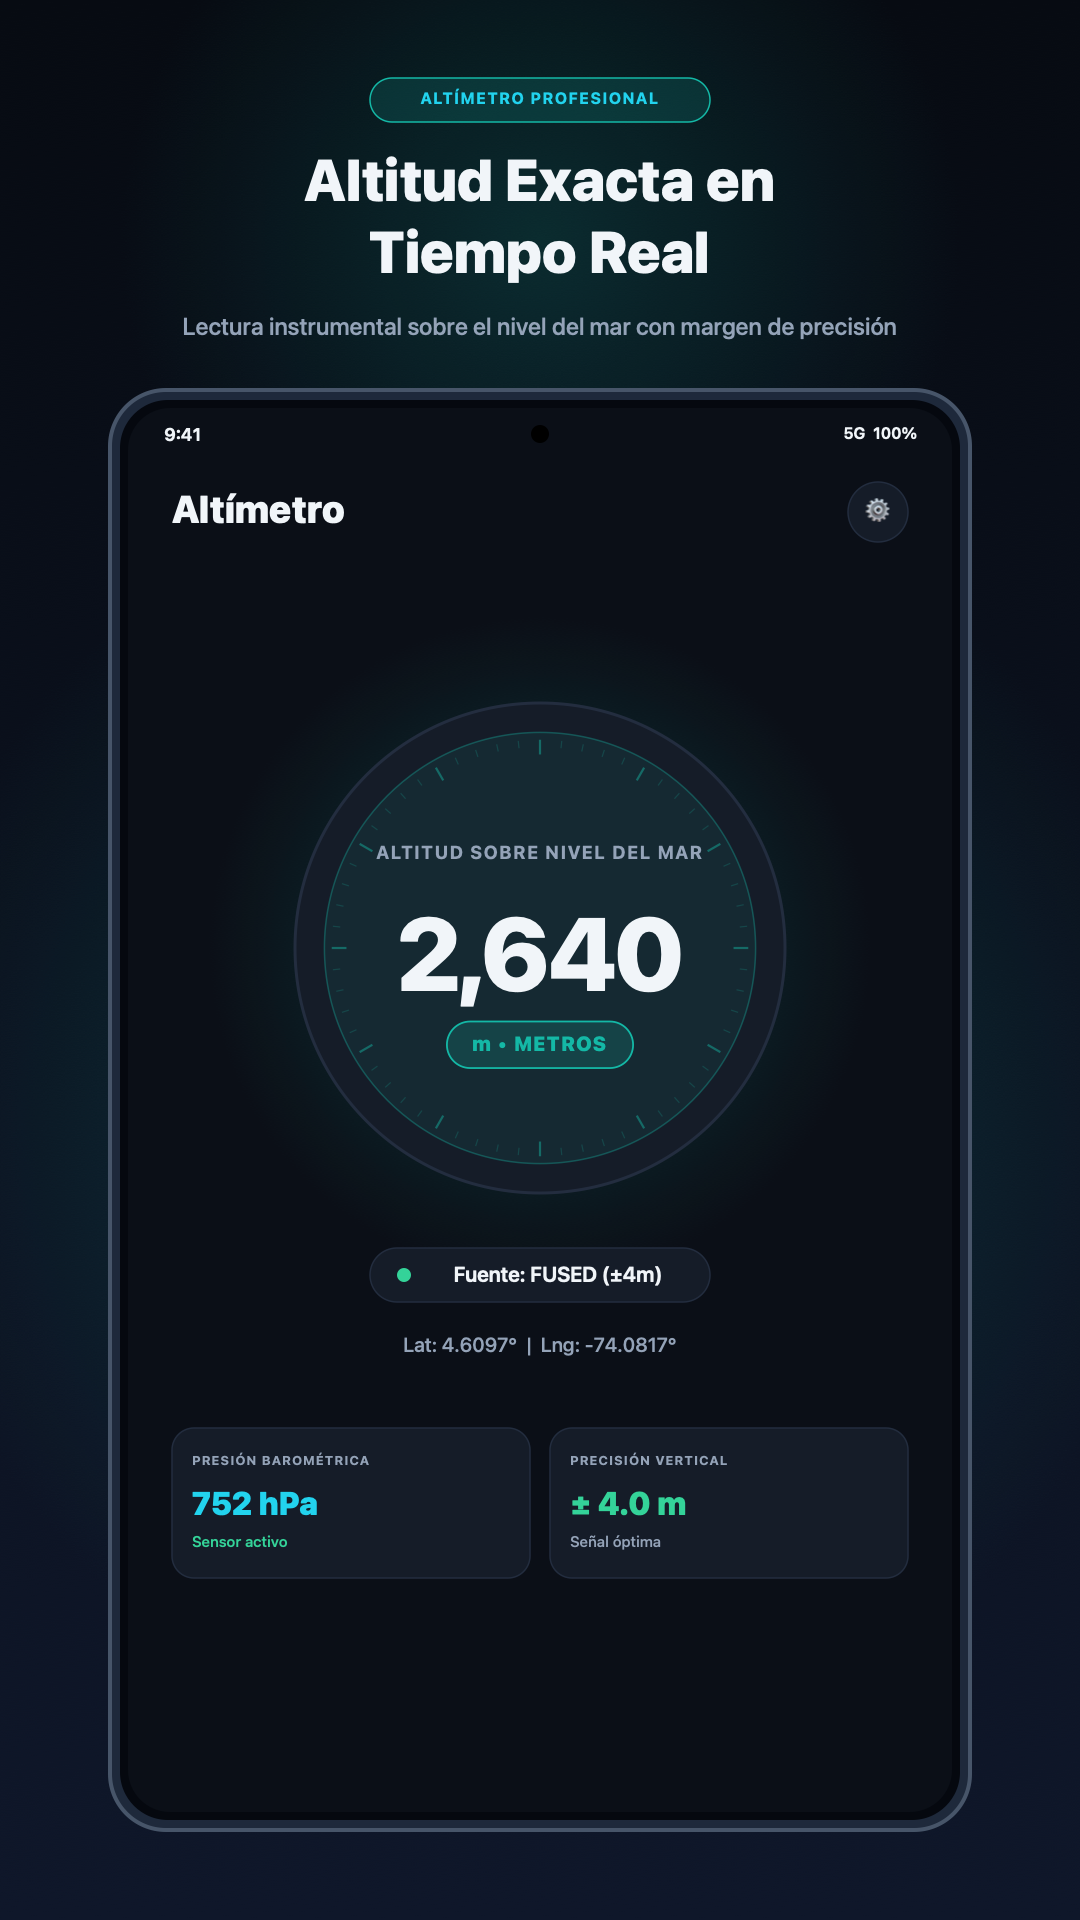 ALTÍMETRO PROFESIONAL
Altitud Exacta en
Tiempo Real
Lectura instrumental sobre el nivel del mar con margen de precisión
9:41
5G 100%
Altímetro
ALTITUD SOBRE NIVEL DEL MAR
2,640
m • METROS
Fuente: FUSED (±4m)
Lat: 4.6097° | Lng: -74.0817°
PRESIÓN BAROMÉTRICA
752 hPa
Sensor activo
PRECISIÓN VERTICAL
± 4.0 m
Señal óptima